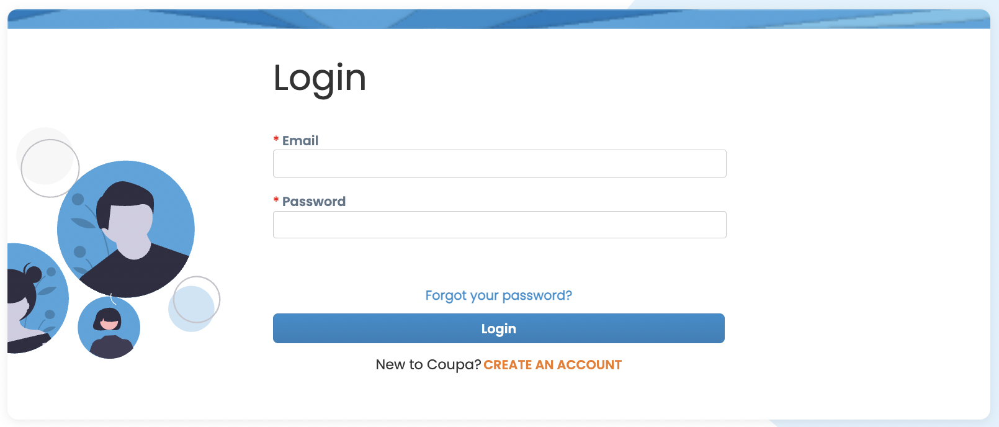 Login
* Email
* Password
Forgot your password?
Login
New to Coupa? CREATE AN ACCOUNT